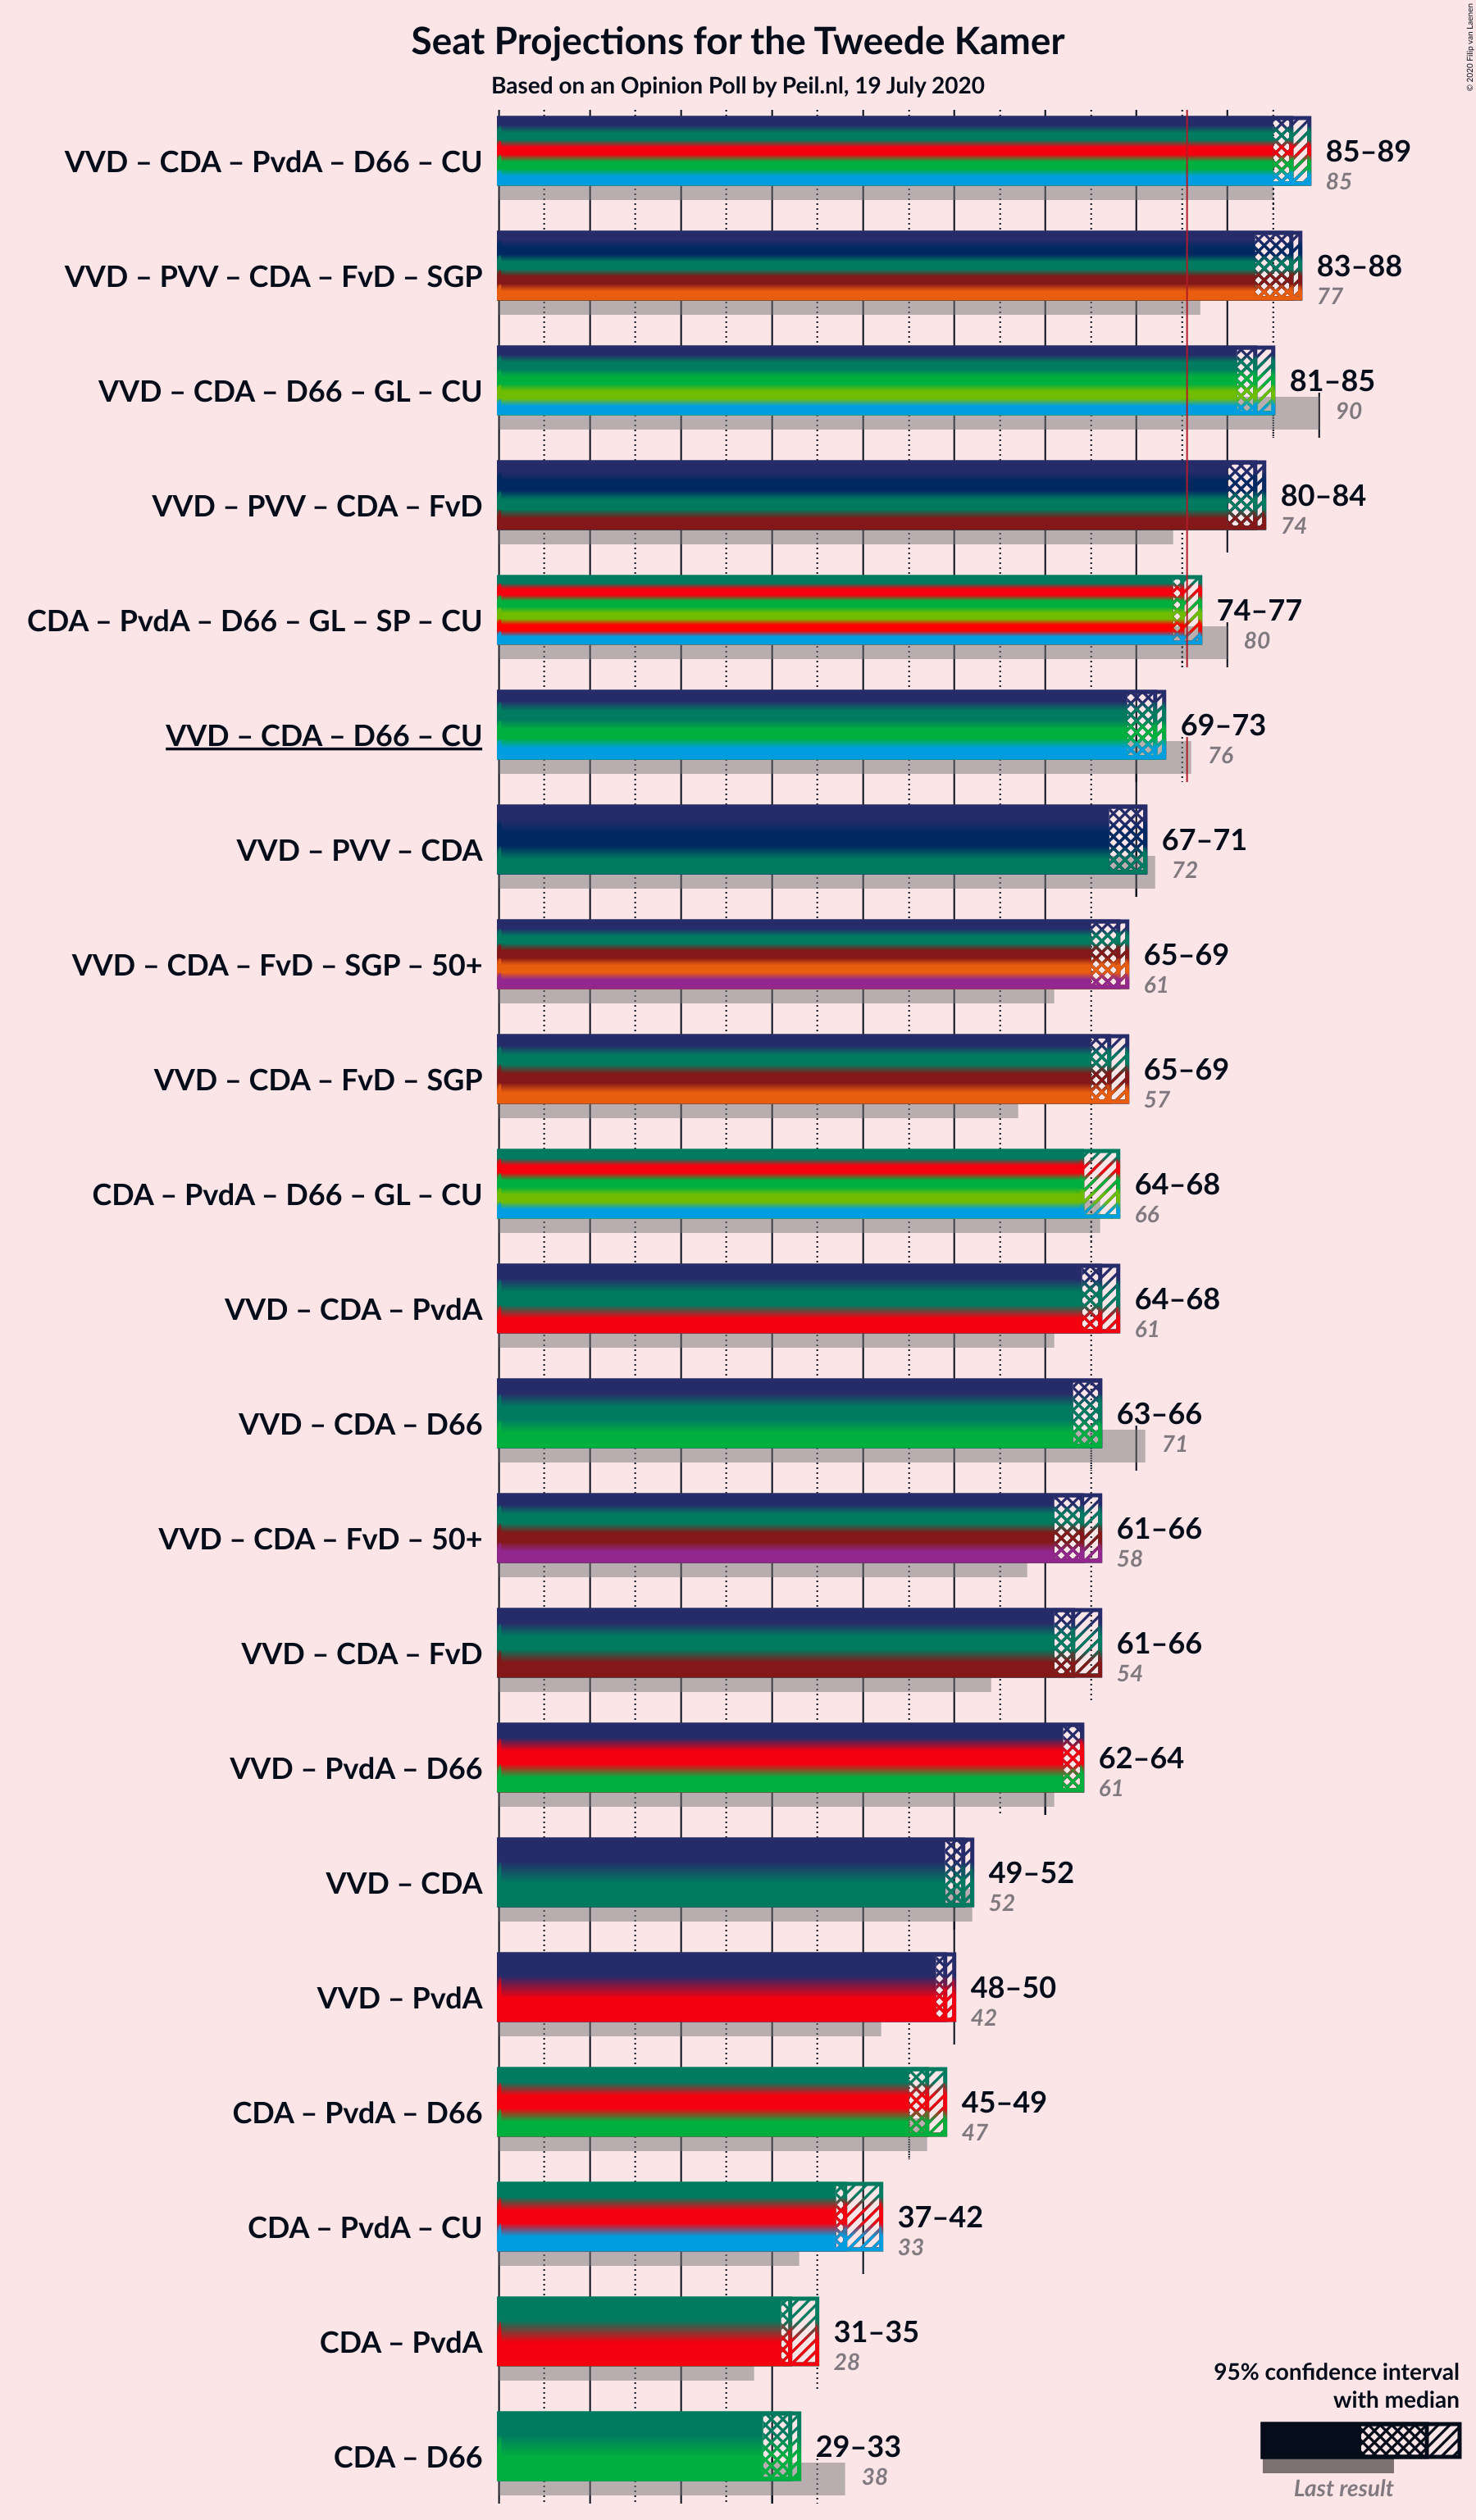 Seat Projections for the Tweede Kamer
Based on an Opinion Poll by Peil.nl, 19 July 2020
© 2020 Filip van Laenen
VVD – CDA – PvdA – D66 – CU
85–89
85
VVD – PVV – CDA – FvD – SGP
83–88
77
VVD – CDA – D66 – GL – CU
81–85
90
VVD – PVV – CDA – FvD
80–84
74
CDA – PvdA – D66 – GL – SP – CU
74–77
80
VVD – CDA – D66 – CU
69–73
76
VVD – PVV – CDA
67–71
72
VVD – CDA – FvD – SGP – 50+
65–69
61
VVD – CDA – FvD – SGP
65–69
57
CDA – PvdA – D66 – GL – CU
64–68
66
VVD – CDA – PvdA
64–68
61
VVD – CDA – D66
63–66
71
VVD – CDA – FvD – 50+
61–66
58
VVD – CDA – FvD
61–66
54
VVD – PvdA – D66
62–64
61
VVD – CDA
49–52
52
VVD – PvdA
48–50
42
CDA – PvdA – D66
45–49
47
CDA – PvdA – CU
37–42
33
CDA – PvdA
31–35
28
CDA – D66
29–33
38
95% confidence interval
with median
Last result